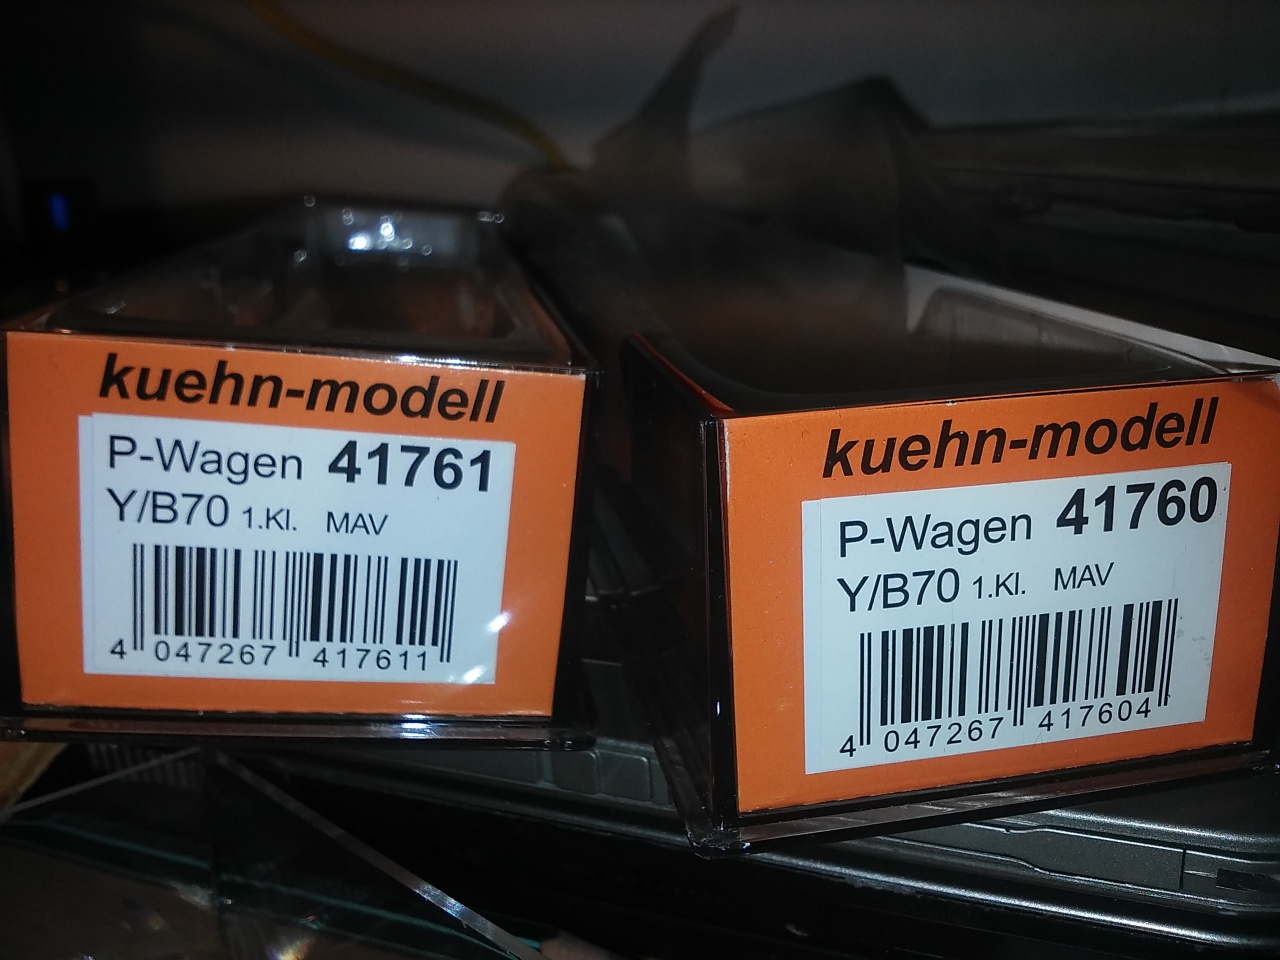 kuehn-modell
P-Wagen 41761
Y/B70 1.Kl. MAV
4 047267 417611
kuehn-modell
P-Wagen 41760
Y/B70 1.Kl. MAV
4 047267 417604